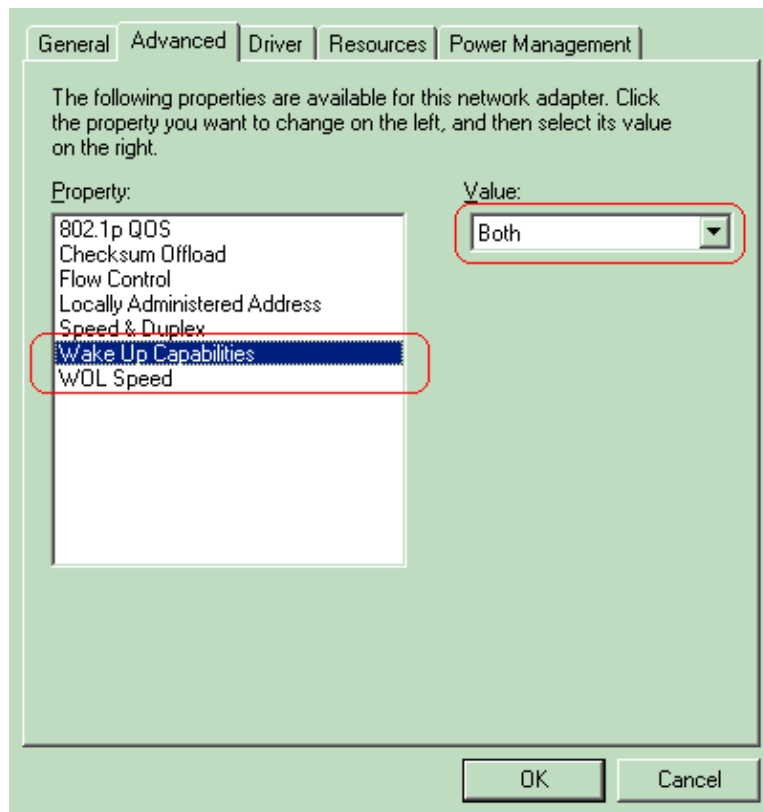 General Advanced Driver Resources Power Management
The following properties are available for this network adapter. Click
the property you want to change on the left, and then select its value
on the right.
Property: Value:
802.1p QOS Both
Checksum Offload
Flow Control
Locally Administered Address
Speed & Duplex
Wake Up Capabilities
WOL Speed
OK Cancel